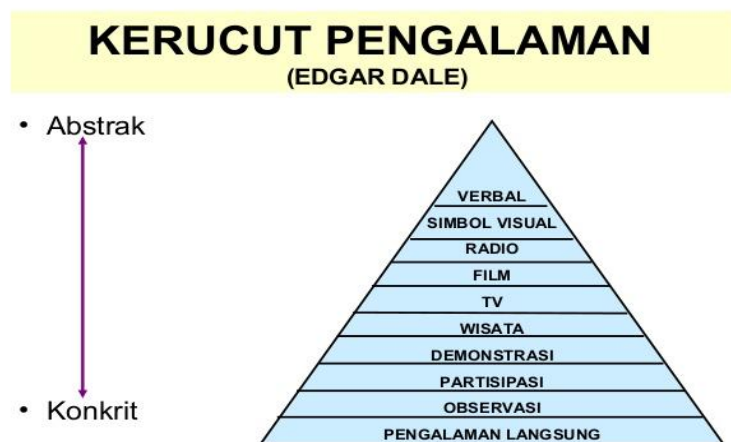 KERUCUT PENGALAMAN
(EDGAR DALE)
• Abstrak
VERBAL
SIMBOL VISUAL
RADIO
FILM
TV
WISATA
DEMONSTRASI
PARTISIPASI
• Konkrit
OBSERVASI
PENGALAMAN LANGSUNG